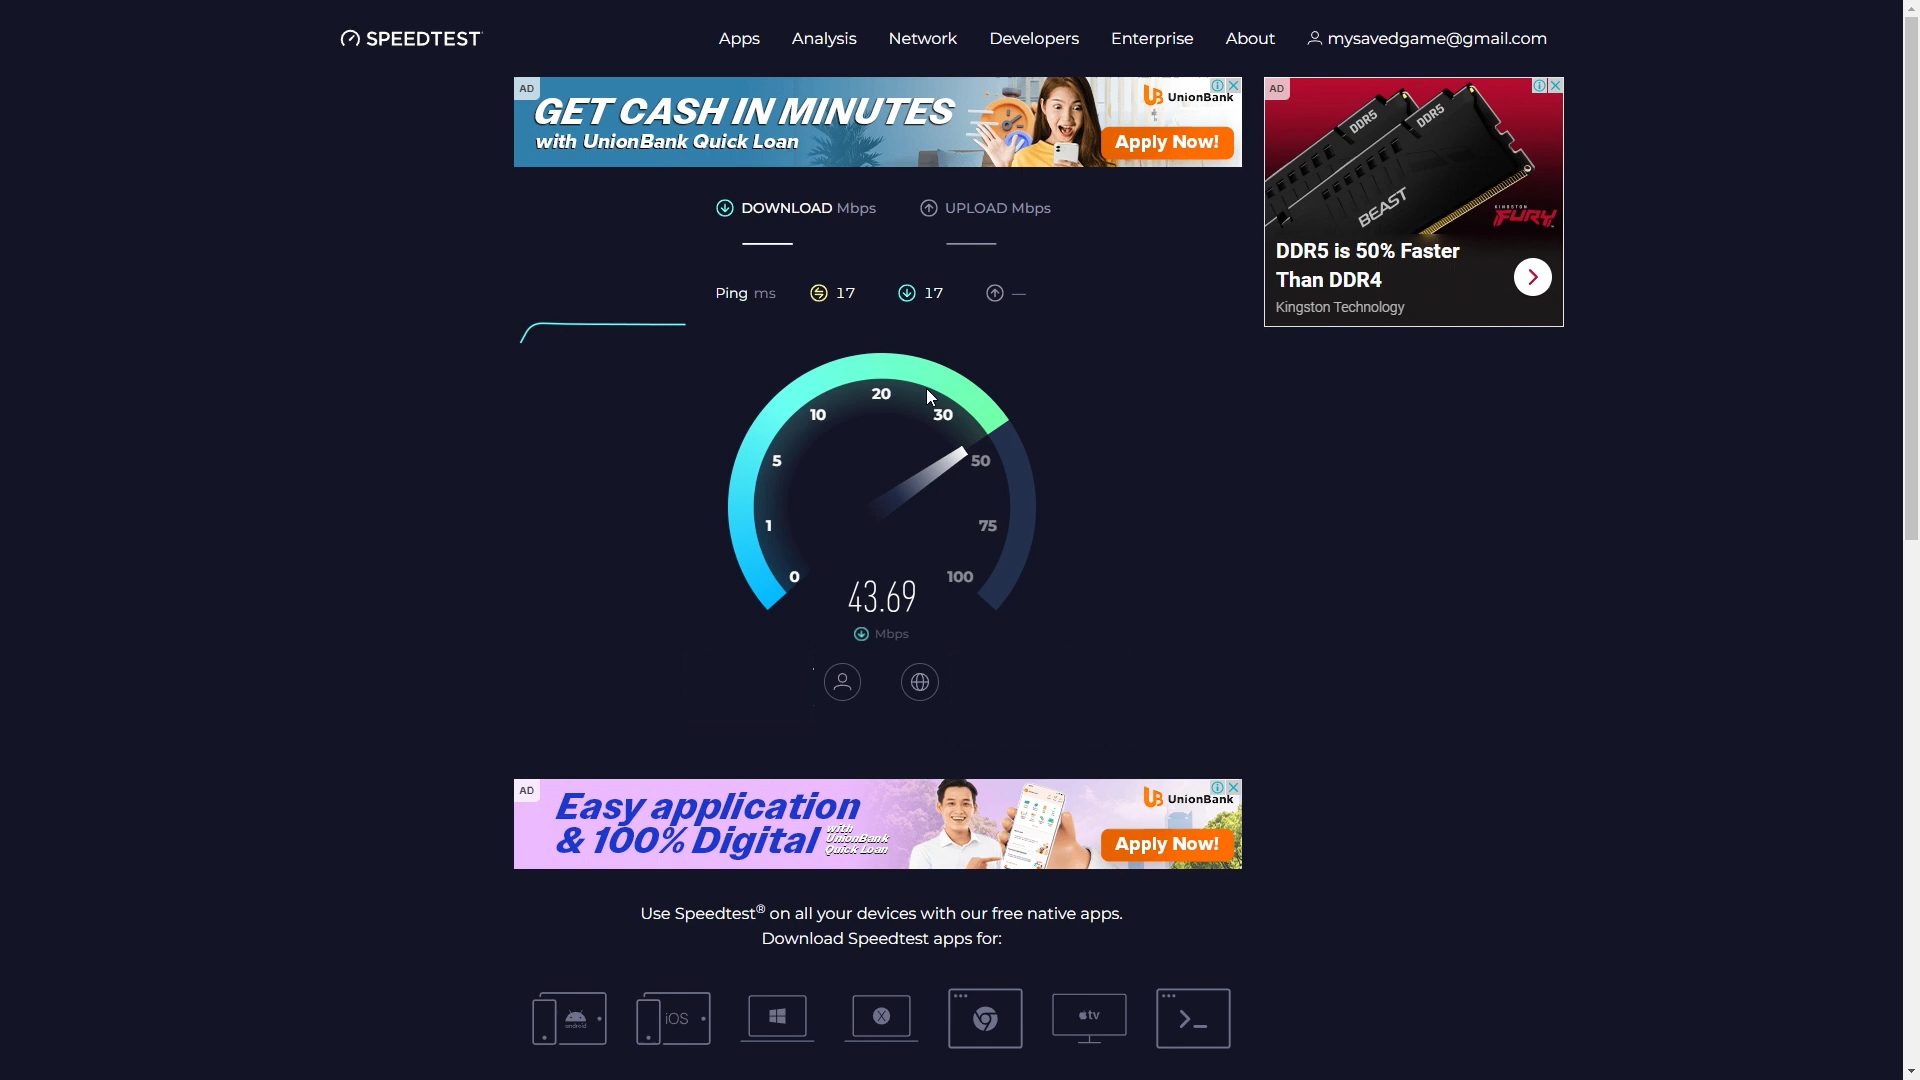 SPEEDTEST
Apps Analysis Network Developers Enterprise About mysavedgame@gmail.com
AD
GET CASH IN MINUTES
with UnionBank Quick Loan
UnionBank
Apply Now!
AD
DDR5 DDR5
BEAST
KINGSTON
FURY
DDR5 is 50% Faster
Than DDR4
Kingston Technology
DOWNLOAD Mbps UPLOAD Mbps
Ping ms 17 17 —
0
1
5
10
20
30
50
75
100
43.69
Mbps
AD
Easy application
& 100% Digital
with
UnionBank
Quick Loan
UnionBank
Apply Now!
Use Speedtest® on all your devices with our free native apps.
Download Speedtest apps for:
android iOS X tv